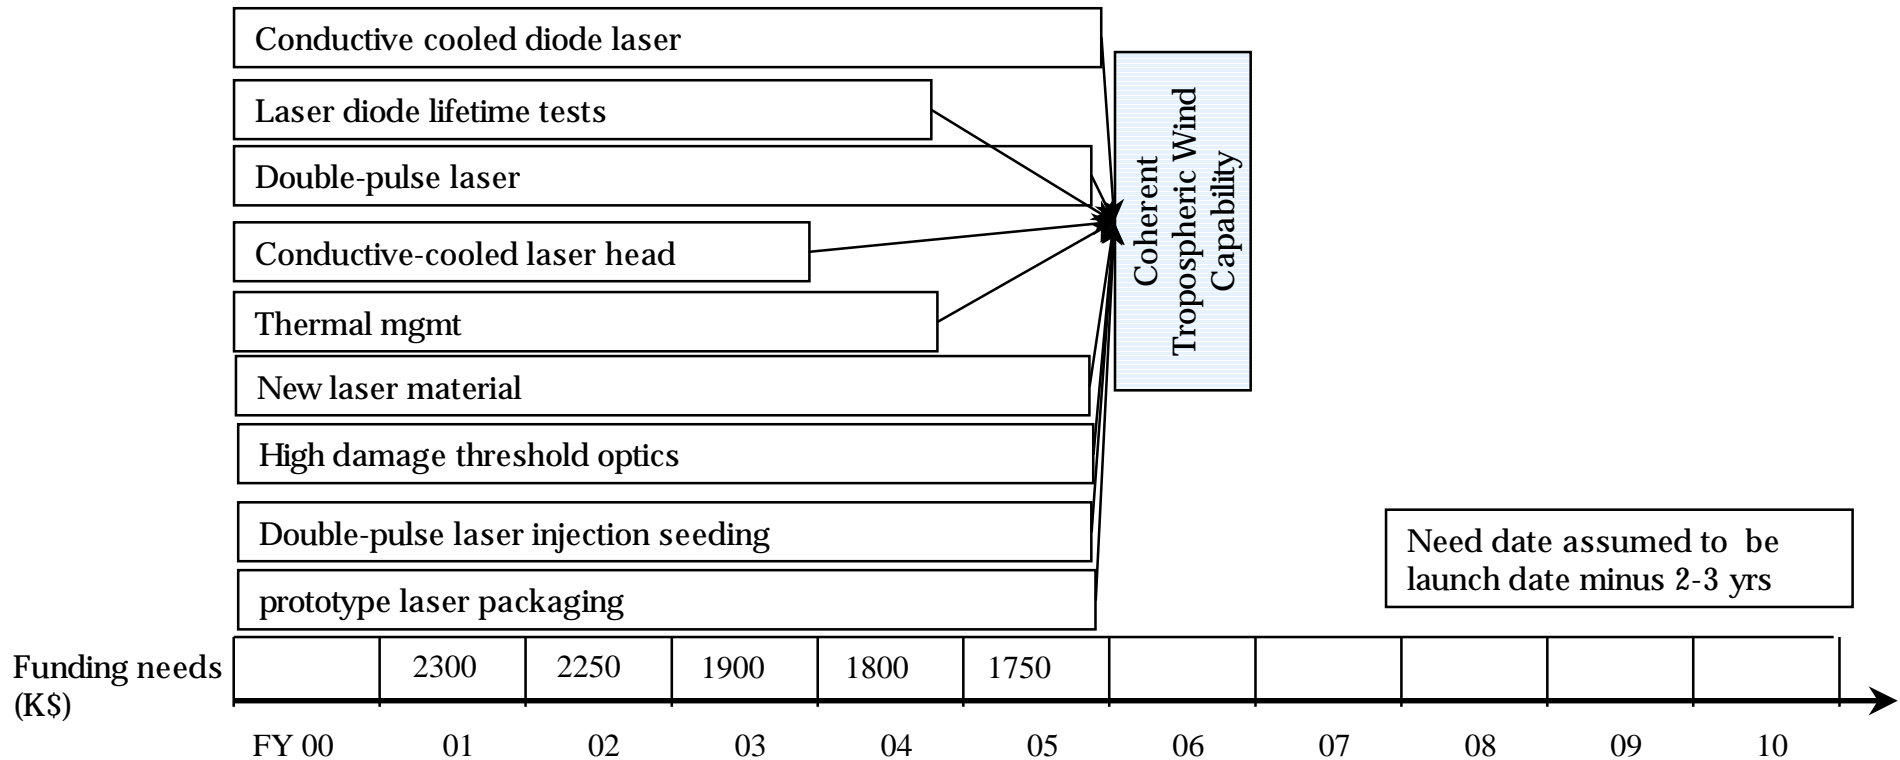 Conductive cooled diode laser
Laser diode lifetime tests
Double-pulse laser
Conductive-cooled laser head
Thermal mgmt
New laser material
High damage threshold optics
Double-pulse laser injection seeding
prototype laser packaging
Coherent
Tropospheric Wind
Capability
Need date assumed to be
launch date minus 2-3 yrs
Funding needs
(K$)
2300 2250 1900 1800 1750
FY 00 01 02 03 04 05 06 07 08 09 10